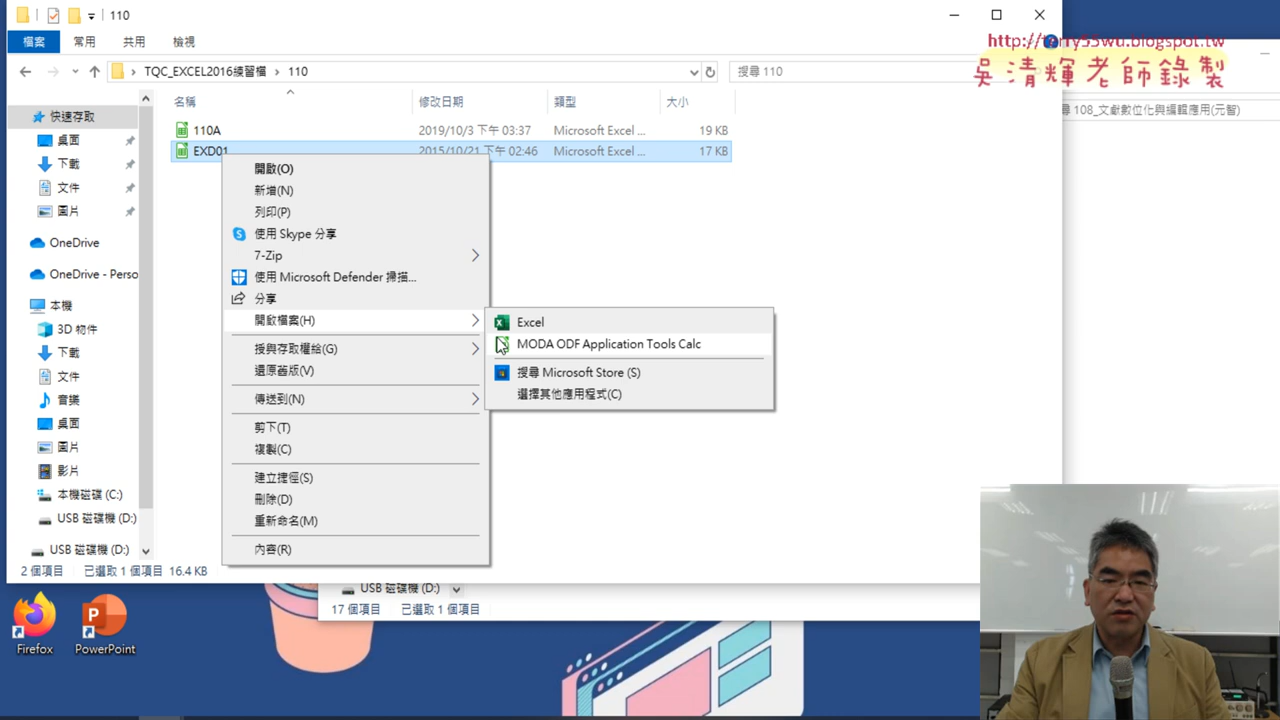 110
檔案 常用 共用 檢視
http://terry55wu.blogspot.tw
吳清輝老師錄製
TQC_EXCEL2016練習檔 › 110
搜尋 110
尋 108_文獻數位化與編輯應用(元智)
名稱 修改日期 類型 大小
110A 2019/10/3 下午 03:37 Microsoft Excel ... 19 KB
EXD01 2015/10/21 下午 02:46 Microsoft Excel ... 17 KB
快速存取
桌面
下載
文件
圖片
OneDrive
OneDrive - Perso
本機
3D 物件
下載
文件
音樂
桌面
圖片
影片
本機磁碟 (C:)
USB 磁碟機 (D:)
USB 磁碟機 (D:)
2 個項目 已選取 1 個項目 16.4 KB
開啟(O)
新增(N)
列印(P)
使用 Skype 分享
7-Zip
使用 Microsoft Defender 掃描...
分享
開啟檔案(H)
授與存取權給(G)
還原舊版(V)
傳送到(N)
剪下(T)
複製(C)
建立捷徑(S)
刪除(D)
重新命名(M)
內容(R)
Excel
MODA ODF Application Tools Calc
搜尋 Microsoft Store (S)
選擇其他應用程式(C)
USB 磁碟機 (D:)
17 個項目 已選取 1 個項目
Firefox
PowerPoint